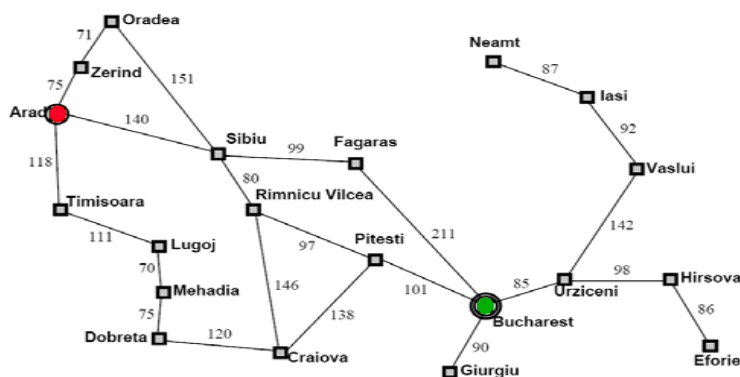 Oradea
71
Neamt
Zerind
87
151
75
Iasi
Arad
140
92
Sibiu
Fagaras
99
118
Vaslui
80
Timisoara
Rimnicu Vilcea
142
111
211
Lugoj
97
Pitesti
70
98
Hirsova
85
146
101
Mehadia
Urziceni
138
86
75
Bucharest
120
Dobreta
90
Craiova
Eforie
Giurgiu